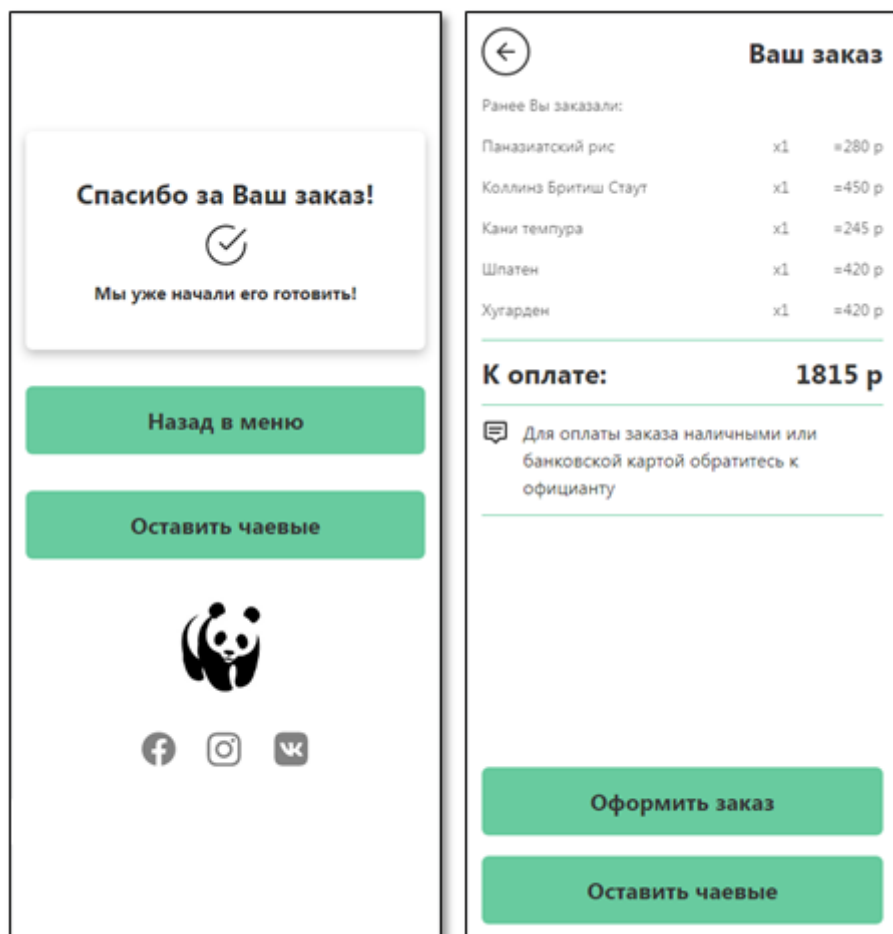 Спасибо за Ваш заказ!
Мы уже начали его готовить!
Назад в меню
Оставить чаевые
Ваш заказ
Ранее Вы заказали:
Паназиатский рис x1 =280 р
Коллинз Бритиш Стаут x1 =450 р
Кани темпура x1 =245 р
Шпатен x1 =420 р
Хугарден x1 =420 р
К оплате: 1815 р
Для оплаты заказа наличными или
банковской картой обратитесь к
официанту
Оформить заказ
Оставить чаевые